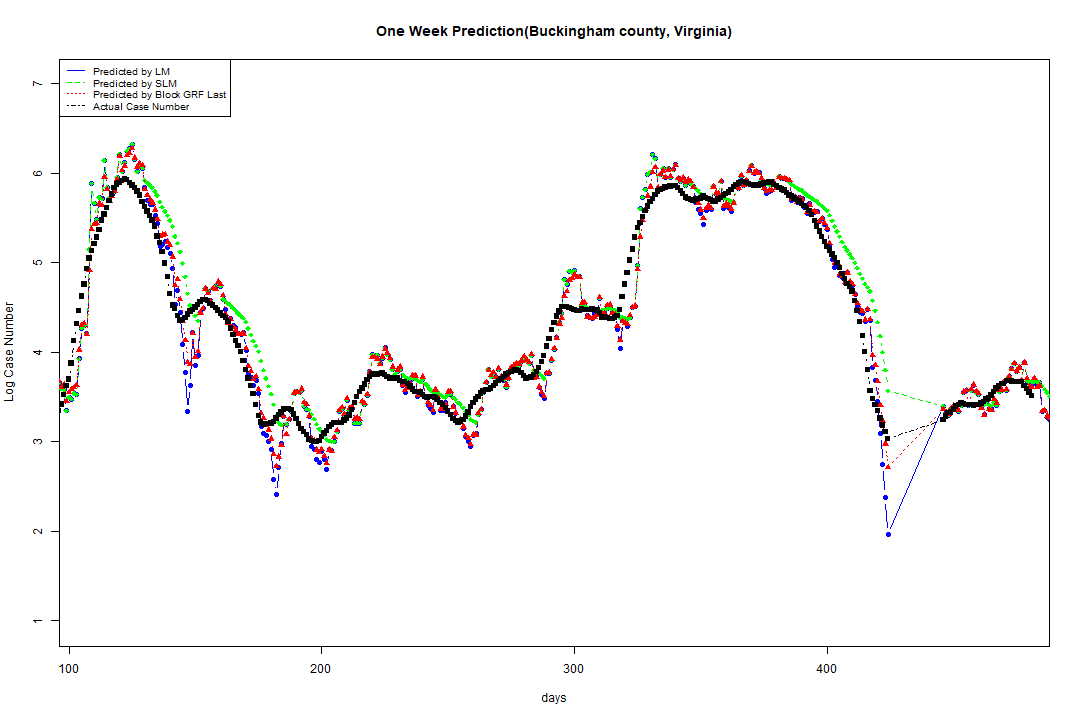 One Week Prediction(Buckingham county, Virginia)
Predicted by LM
Predicted by SLM
Predicted by Block GRF Last
Actual Case Number
7
6
5
4
3
2
1
Log Case Number
100
200
300
400
days